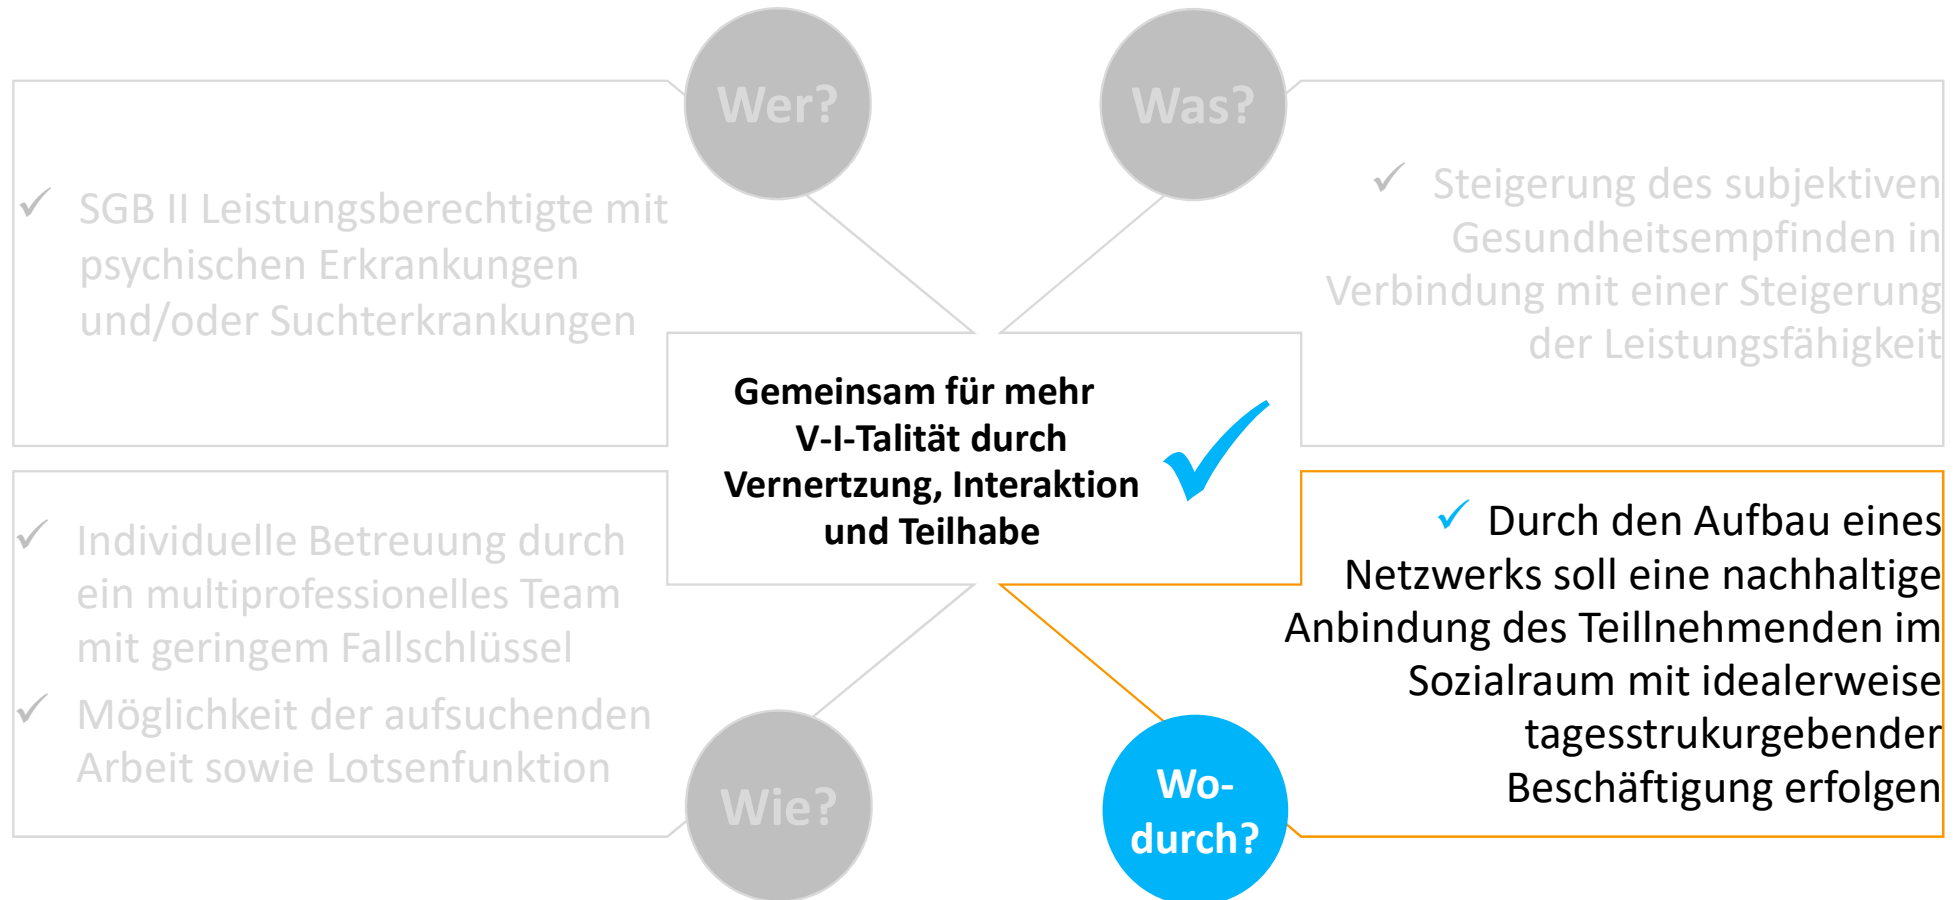 Wer?
SGB II Leistungsberechtigte mit
psychischen Erkrankungen
und/oder Suchterkrankungen
Was?
Steigerung des subjektiven
Gesundheitsempfinden in
Verbindung mit einer Steigerung
der Leistungsfähigkeit
Gemeinsam für mehr
V-I-Talität durch
Vernertzung, Interaktion
und Teilhabe
Individuelle Betreuung durch
ein multiprofessionelles Team
mit geringem Fallschlüssel
Möglichkeit der aufsuchenden
Arbeit sowie Lotsenfunktion
Wie?
Durch den Aufbau eines
Netzwerks soll eine nachhaltige
Anbindung des Teillnehmenden im
Sozialraum mit idealerweise
tagesstrukurgebender
Beschäftigung erfolgen
Wo-
durch?